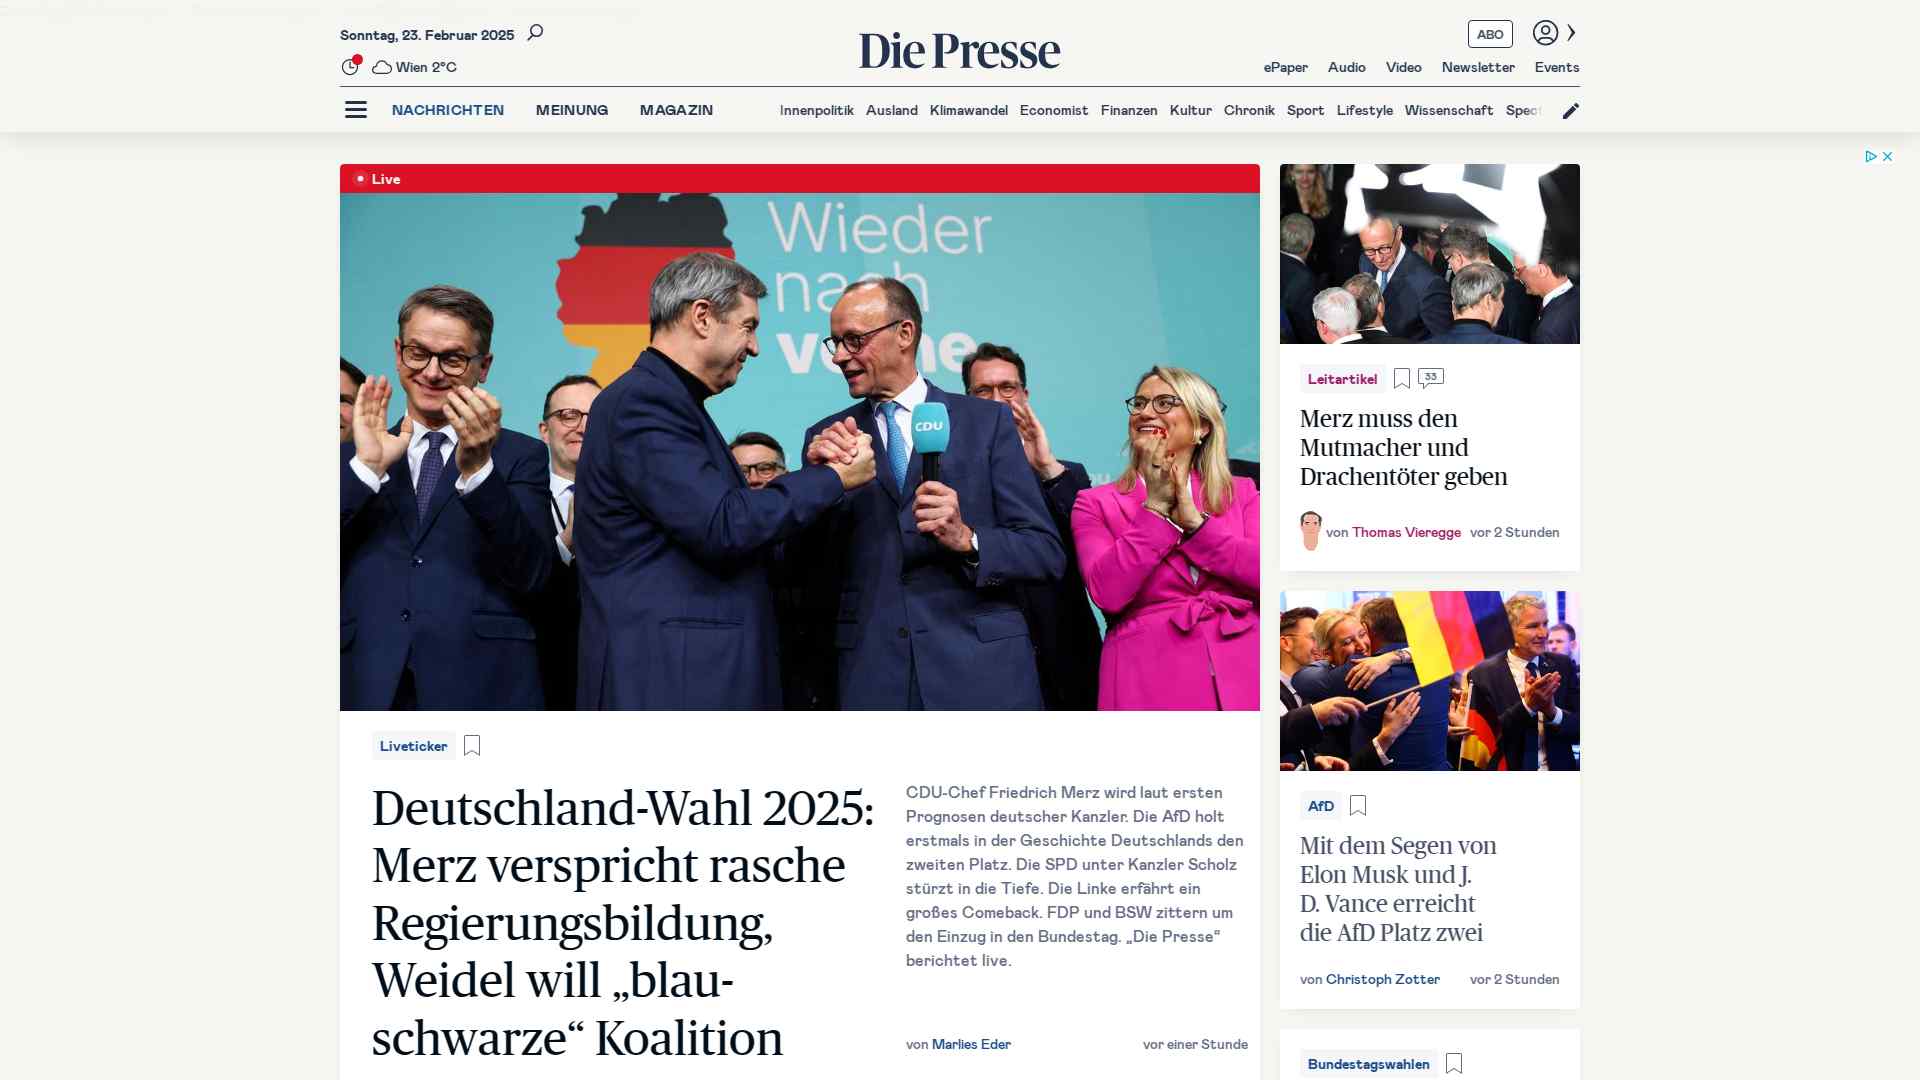 Sonntag, 23. Februar 2025
Die Presse
ABO
Wien 2°C
ePaper Audio Video Newsletter Events
NACHRICHTEN MEINUNG MAGAZIN
Innenpolitik Ausland Klimawandel Economist Finanzen Kultur Chronik Sport Lifestyle Wissenschaft Spect
Live
Wieder
nach
CDU
Liveticker
Deutschland-Wahl 2025:
Merz verspricht rasche
Regierungsbildung,
Weidel will „blau-
schwarze“ Koalition
CDU-Chef Friedrich Merz wird laut ersten
Prognosen deutscher Kanzler. Die AfD holt
erstmals in der Geschichte Deutschlands den
zweiten Platz. Die SPD unter Kanzler Scholz
stürzt in die Tiefe. Die Linke erfährt ein
großes Comeback. FDP und BSW zittern um
den Einzug in den Bundestag. „Die Presse“
berichtet live.
von Marlies Eder vor einer Stunde
Leitartikel 33
Merz muss den
Mutmacher und
Drachentöter geben
von Thomas Vieregge vor 2 Stunden
AfD
Mit dem Segen von
Elon Musk und J.
D. Vance erreicht
die AfD Platz zwei
von Christoph Zotter vor 2 Stunden
Bundestagswahlen